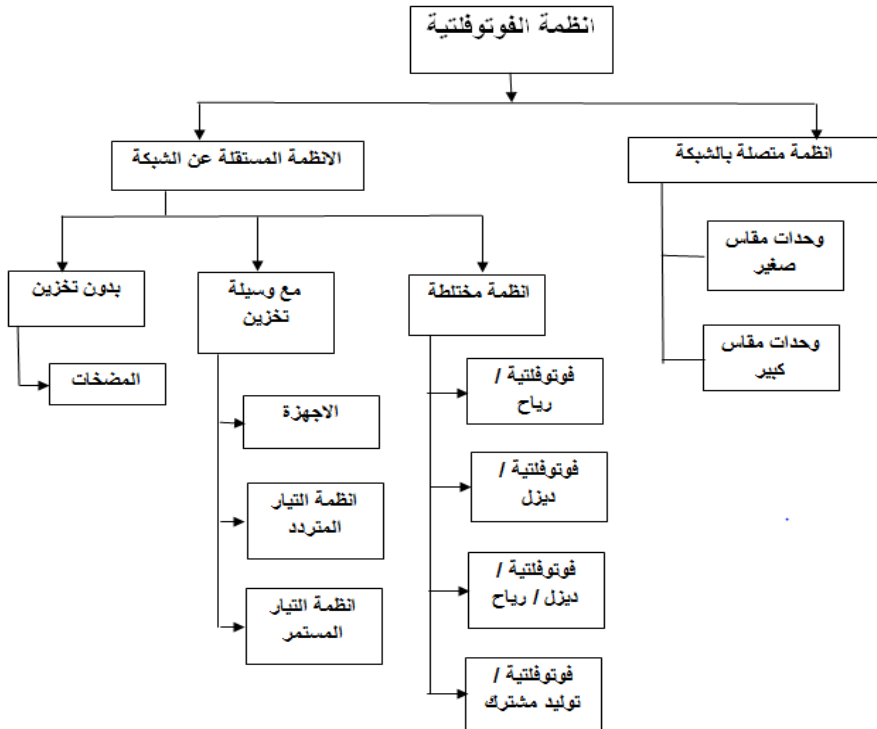 انظمة الفوتوفلتية
انظمة متصلة بالشبكة
الانظمة المستقلة عن الشبكة
وحدات مقاس
صغير
وحدات مقاس
كبير
انظمة مختلطة
فوتوفلتية /
رياح
فوتوفلتية /
ديزل
فوتوفلتية /
ديزل / رياح
فوتوفلتية /
توليد مشترك
مع وسيلة
تخزين
الاجهزة
انظمة التيار
المتردد
انظمة التيار
المستمر
بدون تخزين
المضخات